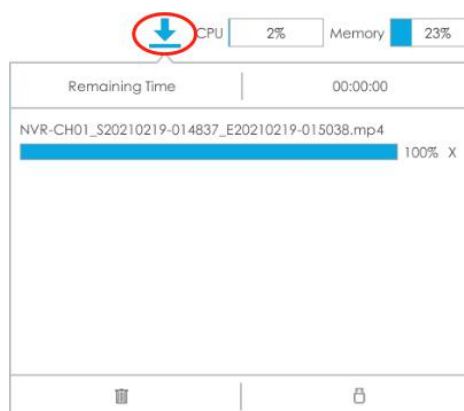 CPU 2% Memory 23%
Remaining Time 00:00:00
NVR-CH01_S20210219-014837_E20210219-015038.mp4
100% X